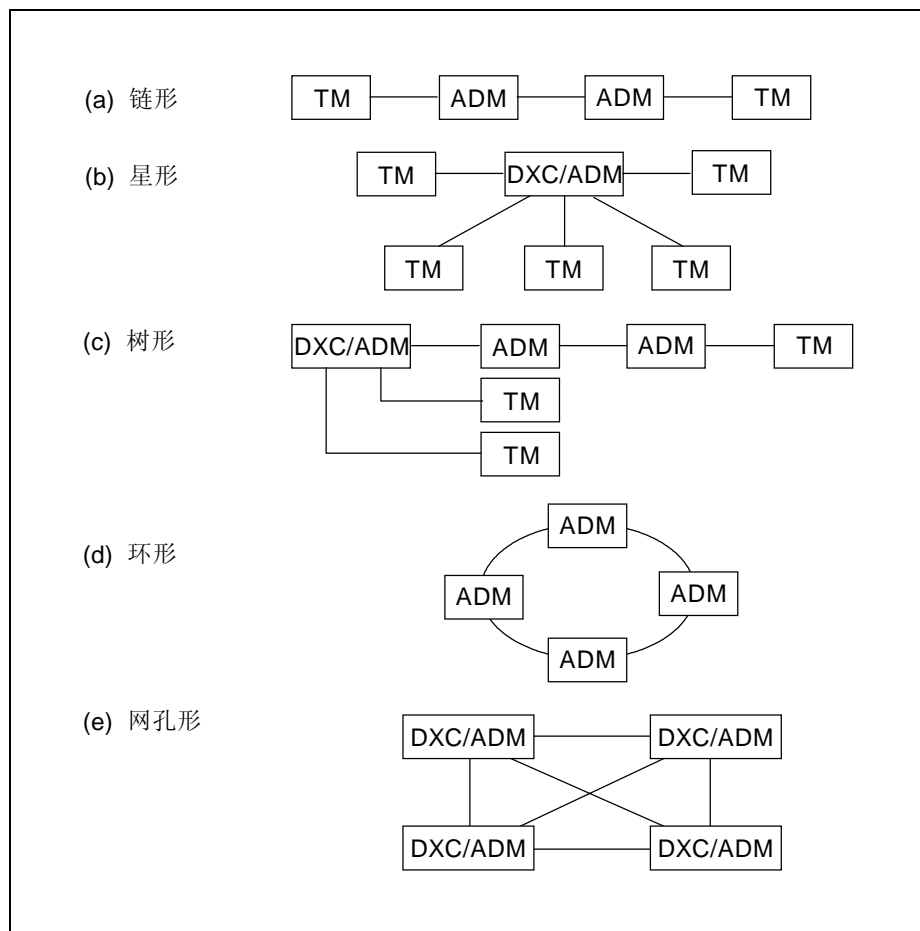 (a) 链形 TM ADM ADM TM
(b) 星形 TM DXC/ADM TM
TM TM TM
(c) 树形 DXC/ADM ADM ADM TM
TM
TM
ADM
(d) 环形
ADM ADM
ADM
(e) 网孔形 DXC/ADM DXC/ADM
DXC/ADM DXC/ADM